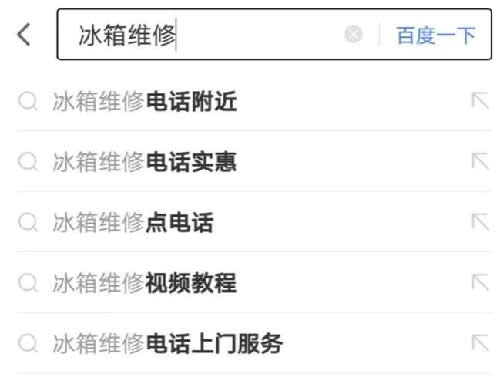 冰箱维修 百度一下
冰箱维修电话附近
冰箱维修电话实惠
冰箱维修点电话
冰箱维修视频教程
冰箱维修电话上门服务